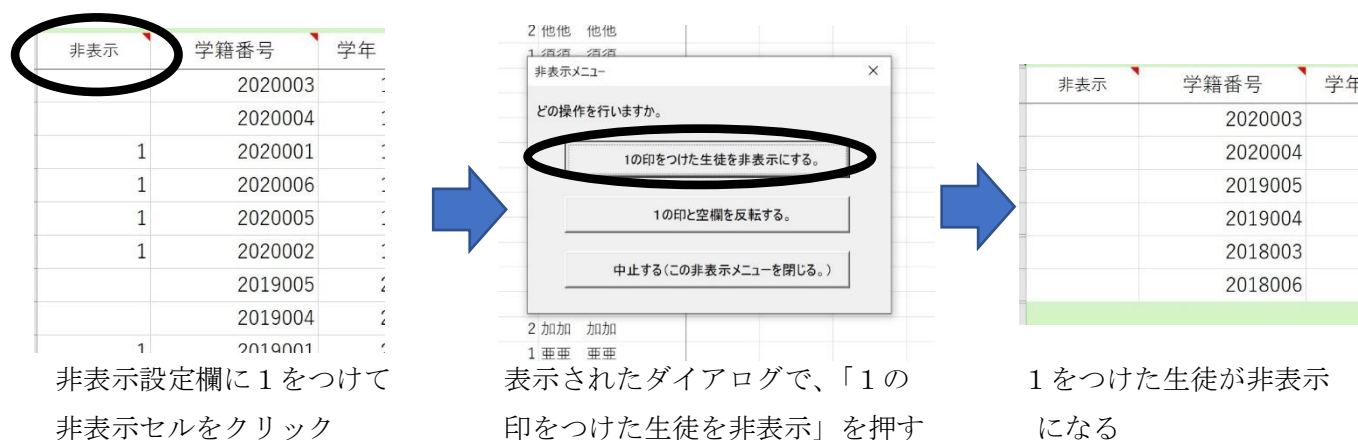 非表示 学籍番号 学年
2020003
2020004
1 2020001
1 2020006
1 2020005
1 2020002
2019005
2019004
1 2019001
2 他他 他他
1 須須 須須
非表示メニュー ×
どの操作を行いますか。
1の印をつけた生徒を非表示にする。
1の印と空欄を反転する。
中止する(この非表示メニューを閉じる。)
2 加加 加加
1 亜亜 亜亜
非表示 学籍番号 学年
2020003
2020004
2019005
2019004
2018003
2018006
非表示設定欄に１をつけて
非表示セルをクリック
表示されたダイアログで、「１の
印をつけた生徒を非表示」を押す
１をつけた生徒が非表示
になる